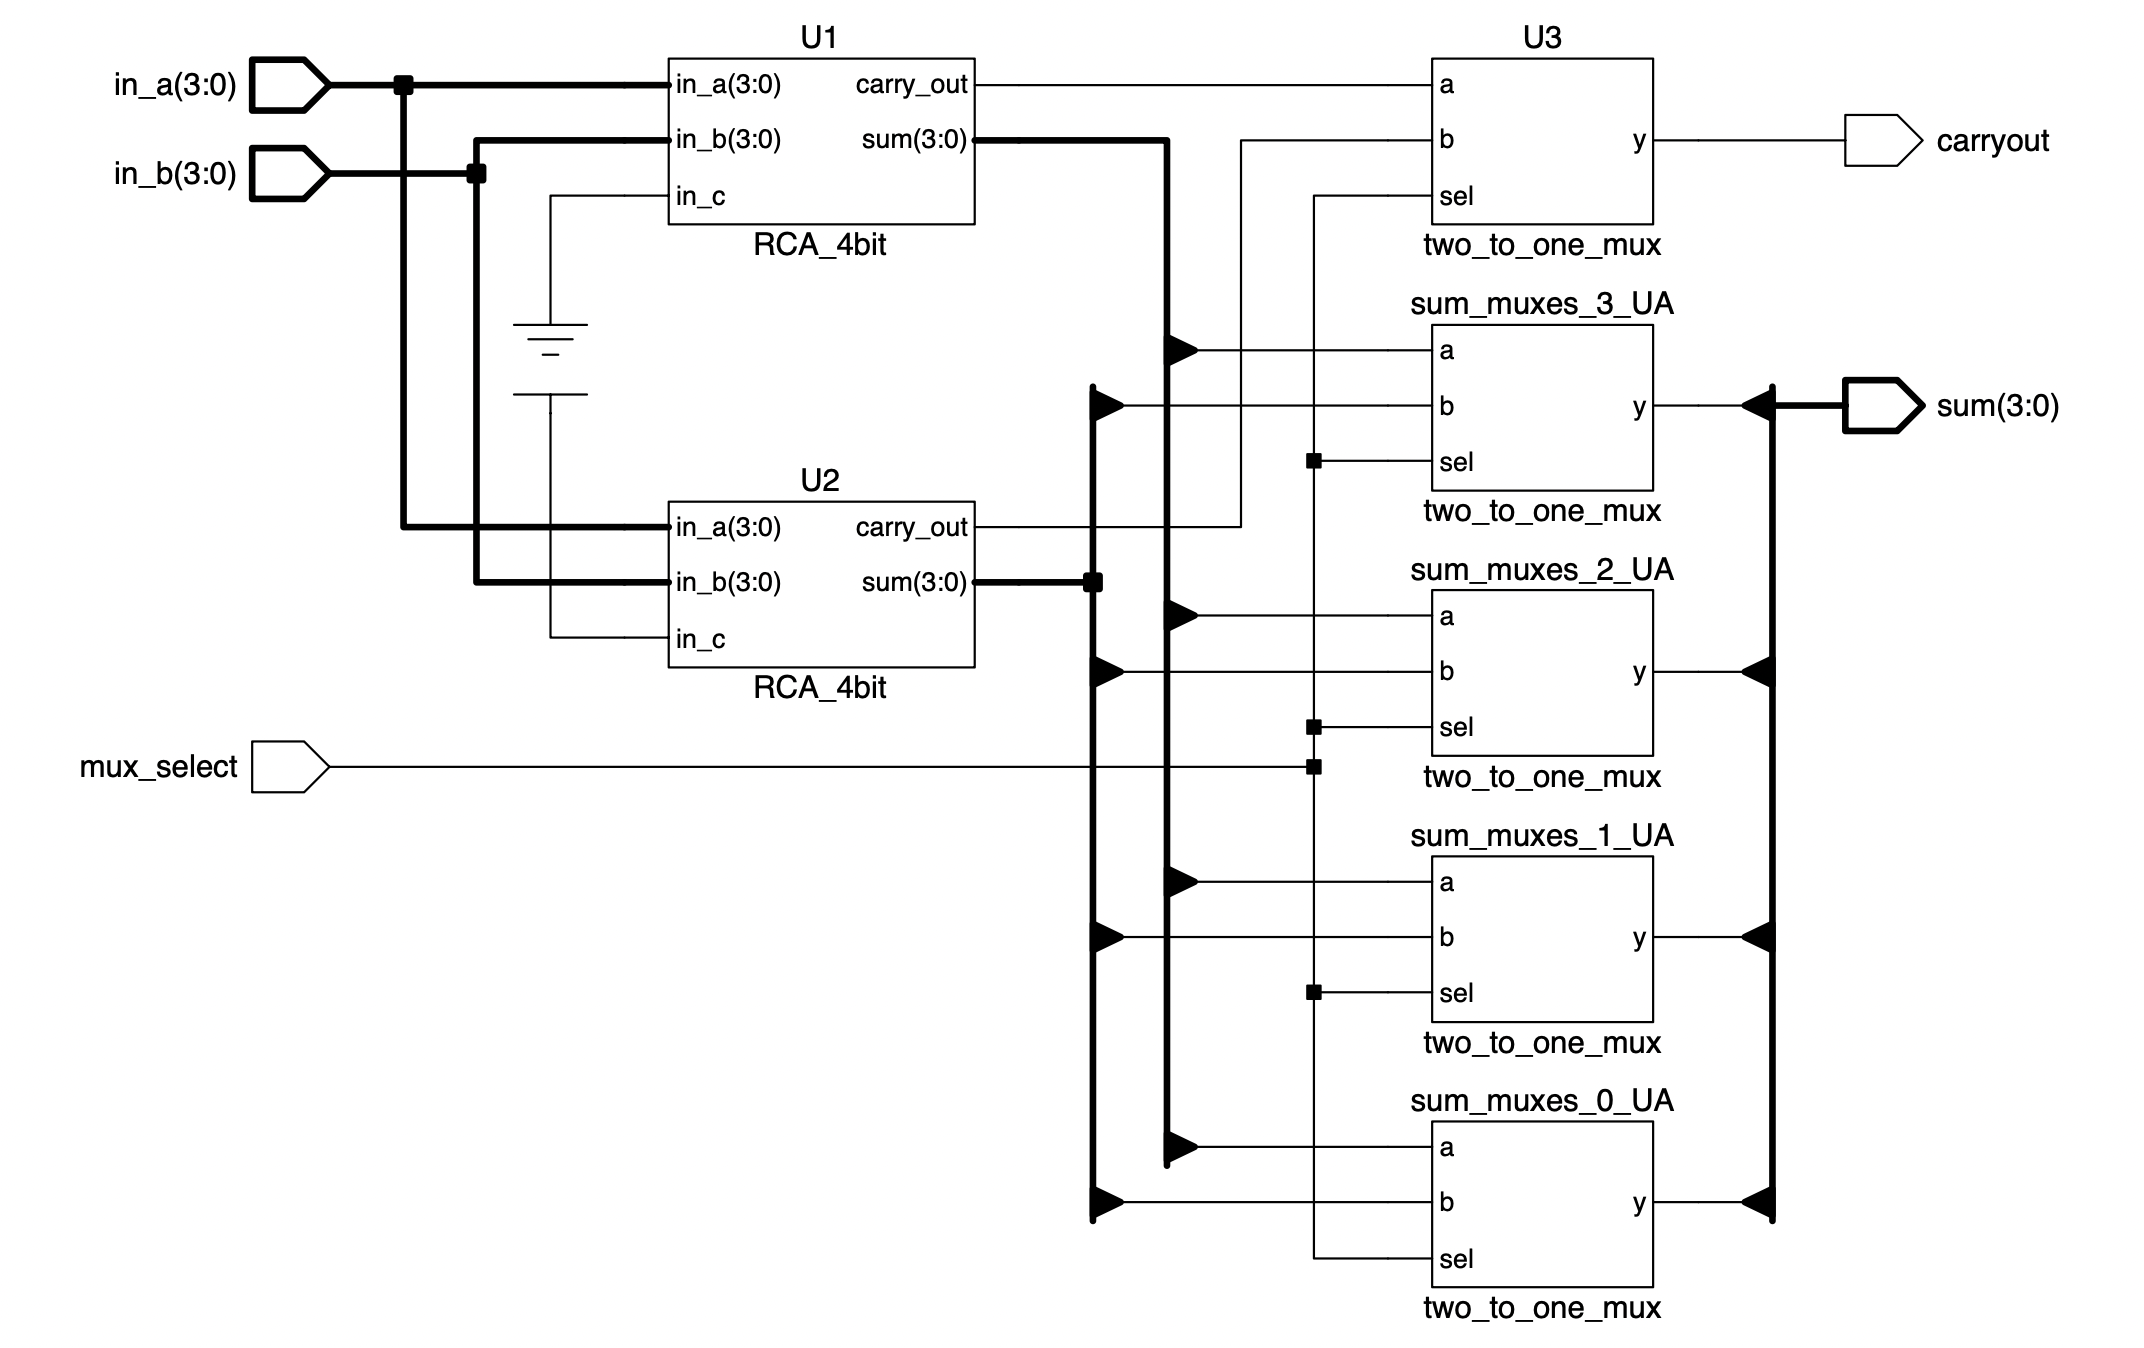 in_a(3:0)
in_b(3:0)
mux_select
U1
in_a(3:0)
in_b(3:0)
in_c
carry_out
sum(3:0)
RCA_4bit
U2
in_a(3:0)
in_b(3:0)
in_c
carry_out
sum(3:0)
RCA_4bit
U3
a
b
sel
y
two_to_one_mux
sum_muxes_3_UA
a
b
sel
y
two_to_one_mux
sum_muxes_2_UA
a
b
sel
y
two_to_one_mux
sum_muxes_1_UA
a
b
sel
y
two_to_one_mux
sum_muxes_0_UA
a
b
sel
y
two_to_one_mux
carryout
sum(3:0)